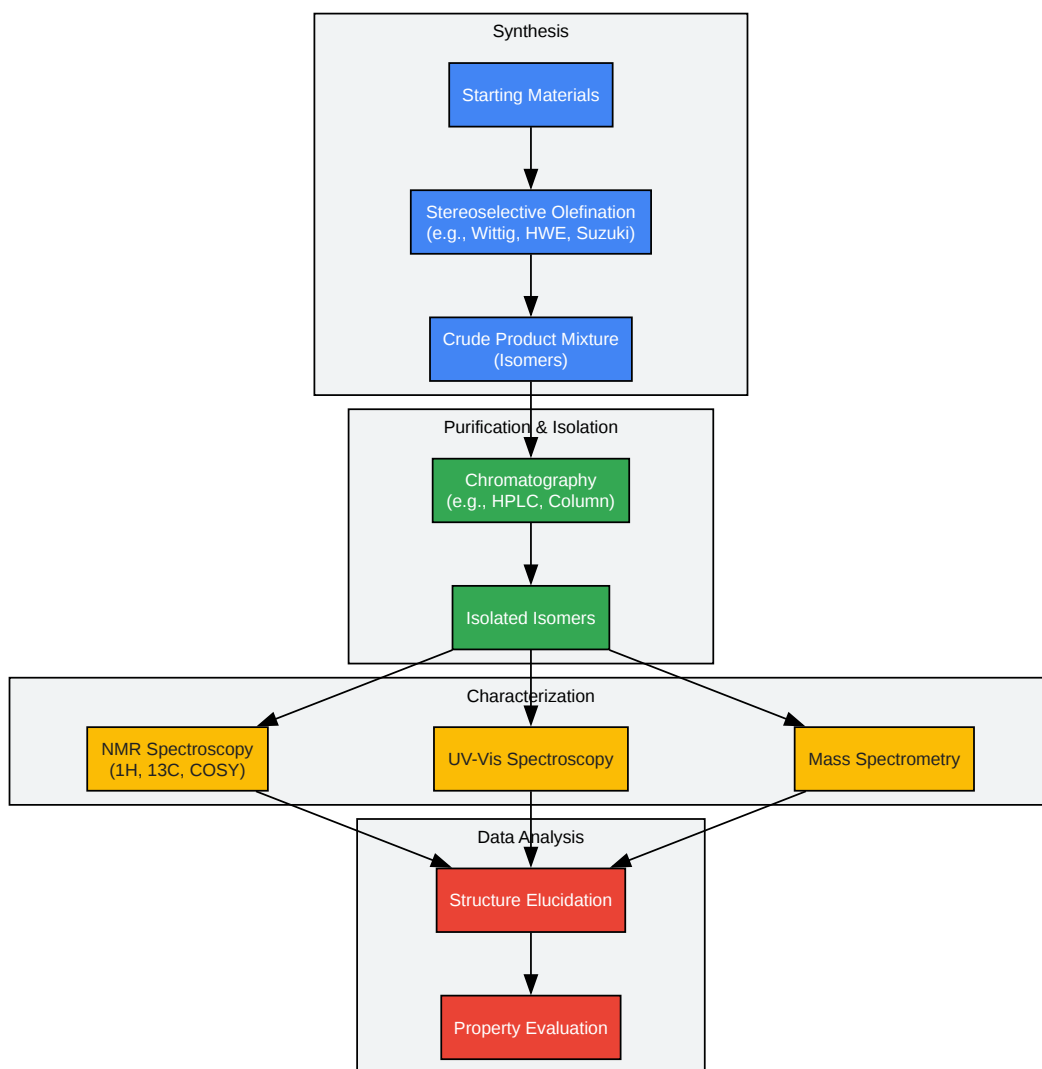 Synthesis
Starting Materials
Stereoselective Olefination
(e.g., Wittig, HWE, Suzuki)
Crude Product Mixture
(Isomers)
Purification & Isolation
Chromatography
(e.g., HPLC, Column)
Isolated Isomers
Characterization
NMR Spectroscopy
(1H, 13C, COSY)
UV-Vis Spectroscopy
Mass Spectrometry
Data Analysis
Structure Elucidation
Property Evaluation